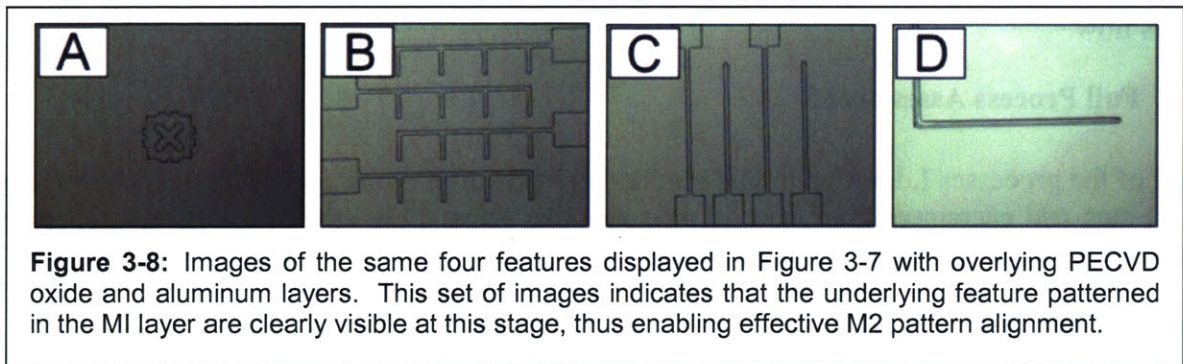 A B C D
Figure 3-8: Images of the same four features displayed in Figure 3-7 with overlying PECVD
oxide and aluminum layers. This set of images indicates that the underlying feature patterned
in the MI layer are clearly visible at this stage, thus enabling effective M2 pattern alignment.